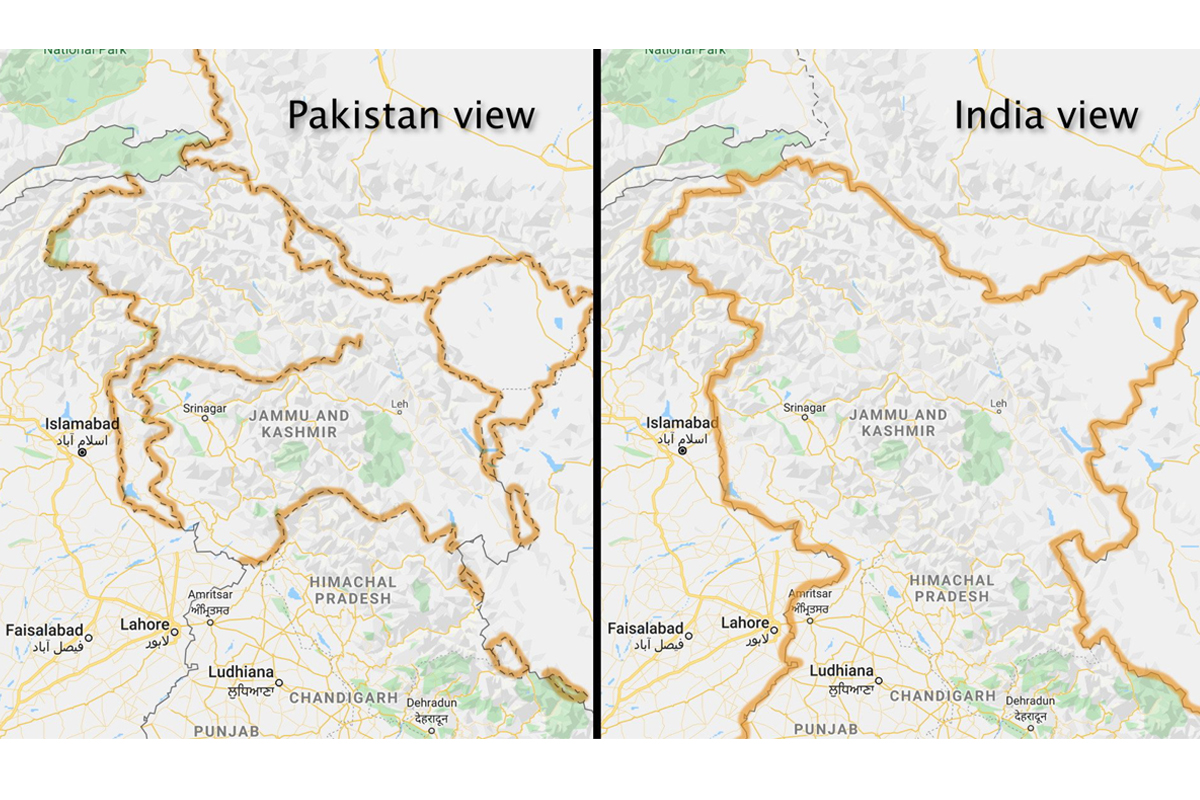 National Park
Pakistan view
Islamabad
اسلام آباد
Srinagar
Leh
JAMMU AND
KASHMIR
HIMACHAL
PRADESH
Amritsar
ਅੰਮ੍ਰਿਤਸਰ
Faisalabad
فیصل آباد
Lahore
لاہور
Ludhiana
ਲੁਧਿਆਣਾ
CHANDIGARH
Dehradun
देहरादून
PUNJAB
National Park
India view
Islamabad
اسلام آباد
Srinagar
Leh
JAMMU AND
KASHMIR
HIMACHAL
PRADESH
Amritsar
ਅੰਮ੍ਰਿਤਸਰ
Faisalabad
فیصل آباد
Lahore
لاہور
Ludhiana
ਲੁਧਿਆਣਾ
CHANDIGARH
Dehradun
देहरादून
PUNJAB